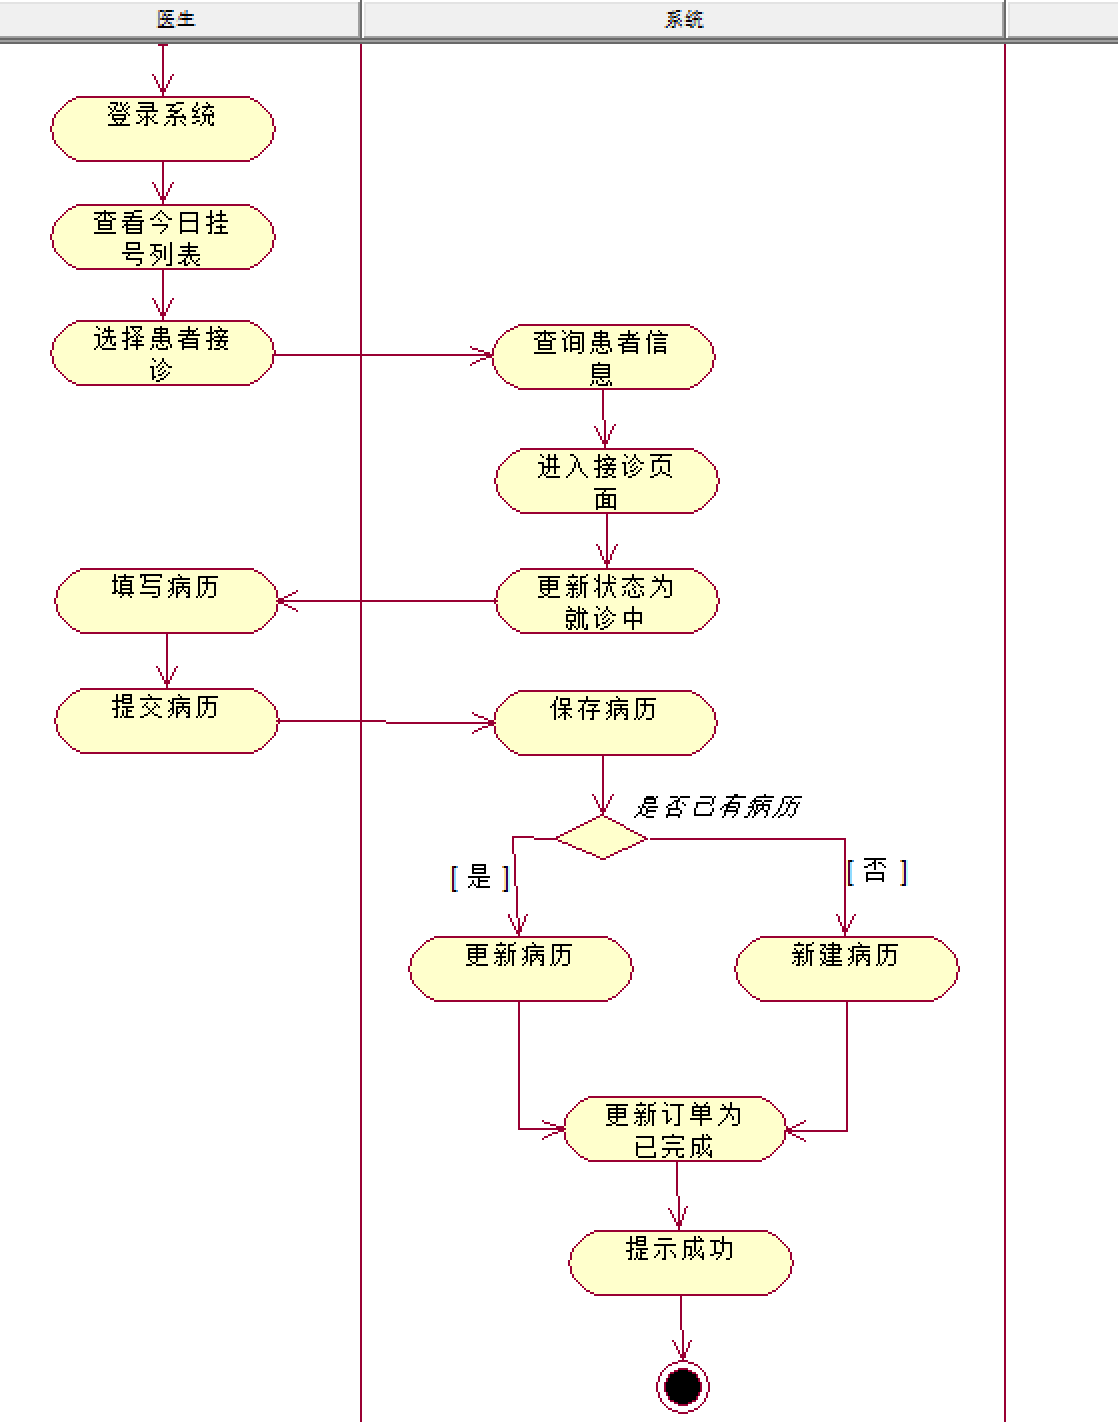 医生
系统
登录系统
查看今日挂
号列表
选择患者接
诊
查询患者信
息
进入接诊页
面
更新状态为
就诊中
填写病历
提交病历
保存病历
是否已有病历
[ 是 ]
[ 否 ]
更新病历
新建病历
更新订单为
已完成
提示成功